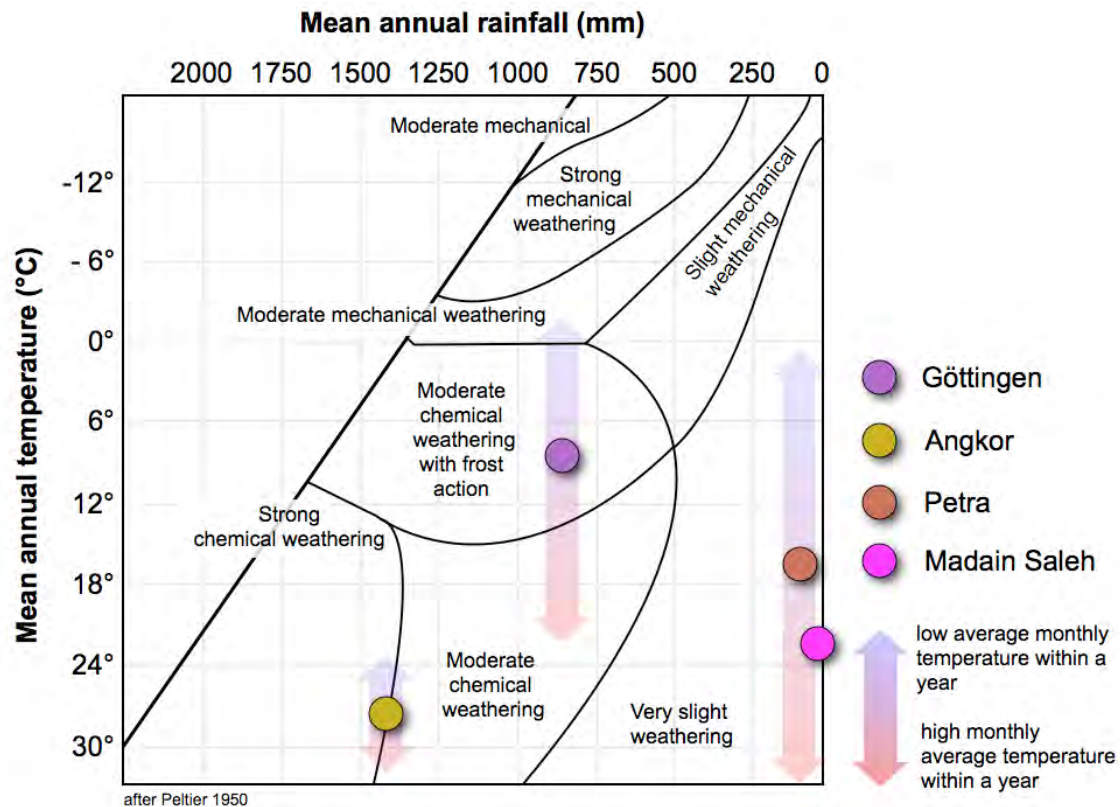 Mean annual rainfall (mm)
2000 1750 1500 1250 1000 750 500 250 0
Mean annual temperature (°C)
-12°
- 6°
0°
6°
12°
18°
24°
30°
Moderate mechanical
Strong
mechanical
weathering
Slight mechanical
weathering
Moderate mechanical weathering
Moderate
chemical
weathering
with frost
action
Strong
chemical weathering
Moderate
chemical
weathering
Very slight
weathering
Göttingen
Angkor
Petra
Madain Saleh
low average monthly
temperature within a
year
high monthly
average temperature
within a year
after Peltier 1950